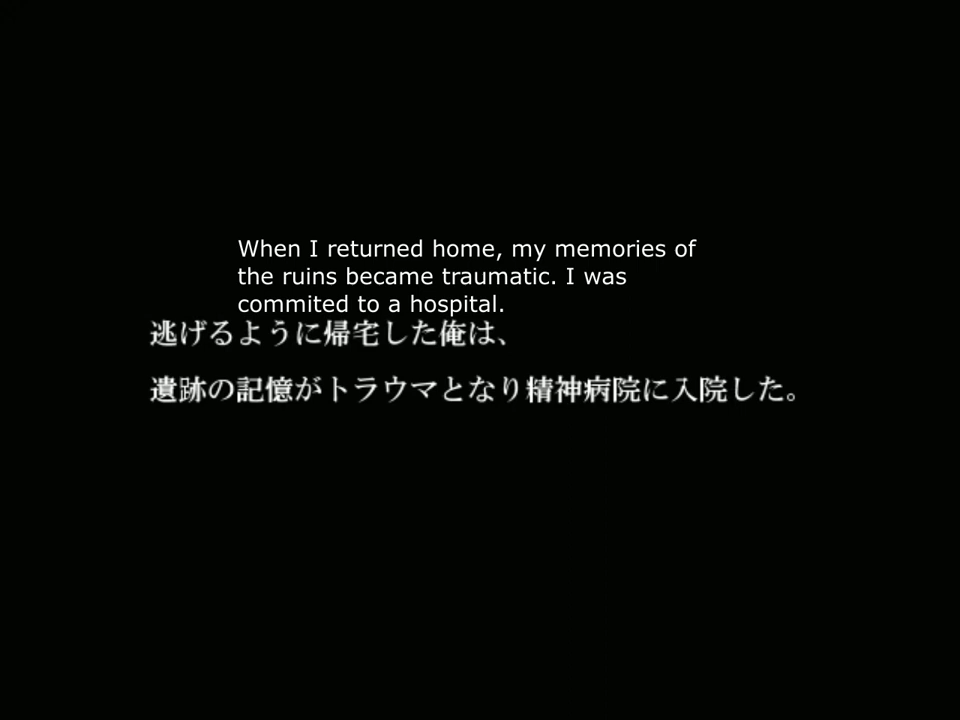 When I returned home, my memories of
the ruins became traumatic. I was
commited to a hospital.
逃げるように帰宅した俺は、
遺跡の記憶がトラウマとなり精神病院に入院した。